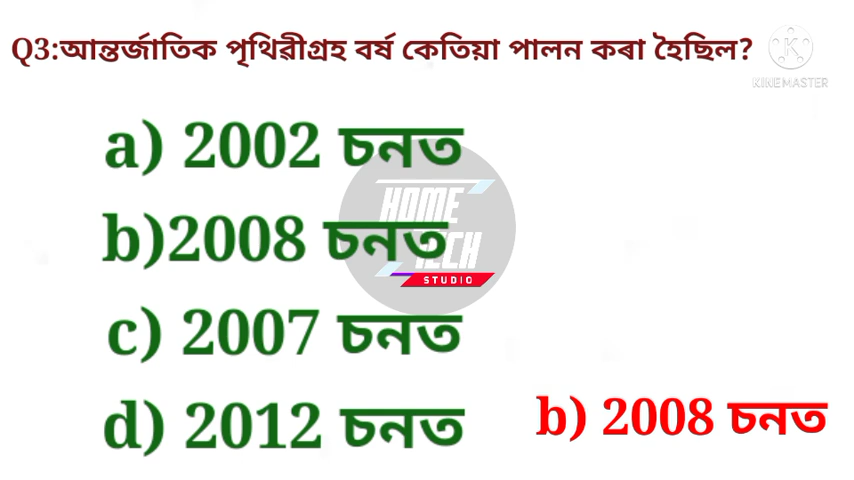 Q3:আন্তৰ্জাতিক পৃথিৱীগ্ৰহ বৰ্ষ কেতিয়া পালন কৰা হৈছিল?
KINEMASTER
a) 2002 চনত
b)2008 চনত
c) 2007 চনত
d) 2012 চনত
b) 2008 চনত
HOME
TECH
STUDIO